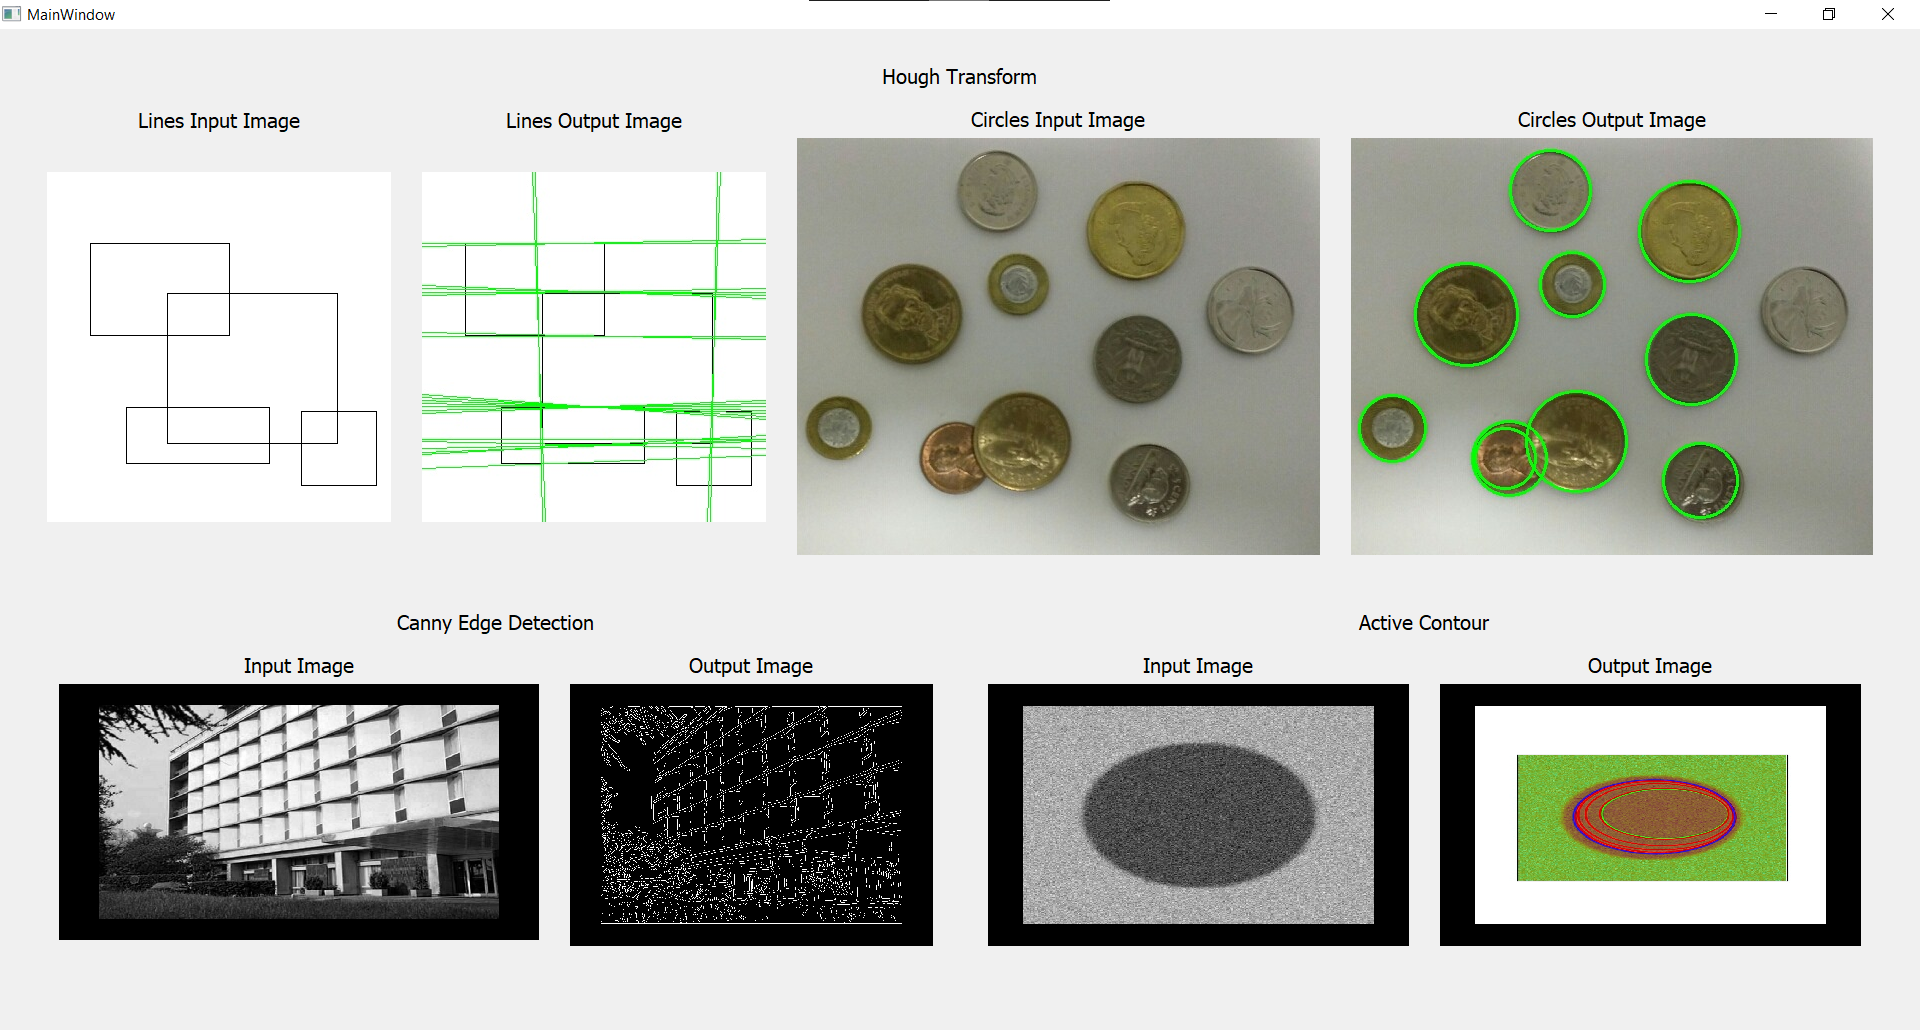 MainWindow
Hough Transform
Lines Input Image
Lines Output Image
Circles Input Image
Circles Output Image
Canny Edge Detection
Active Contour
Input Image
Output Image
Input Image
Output Image